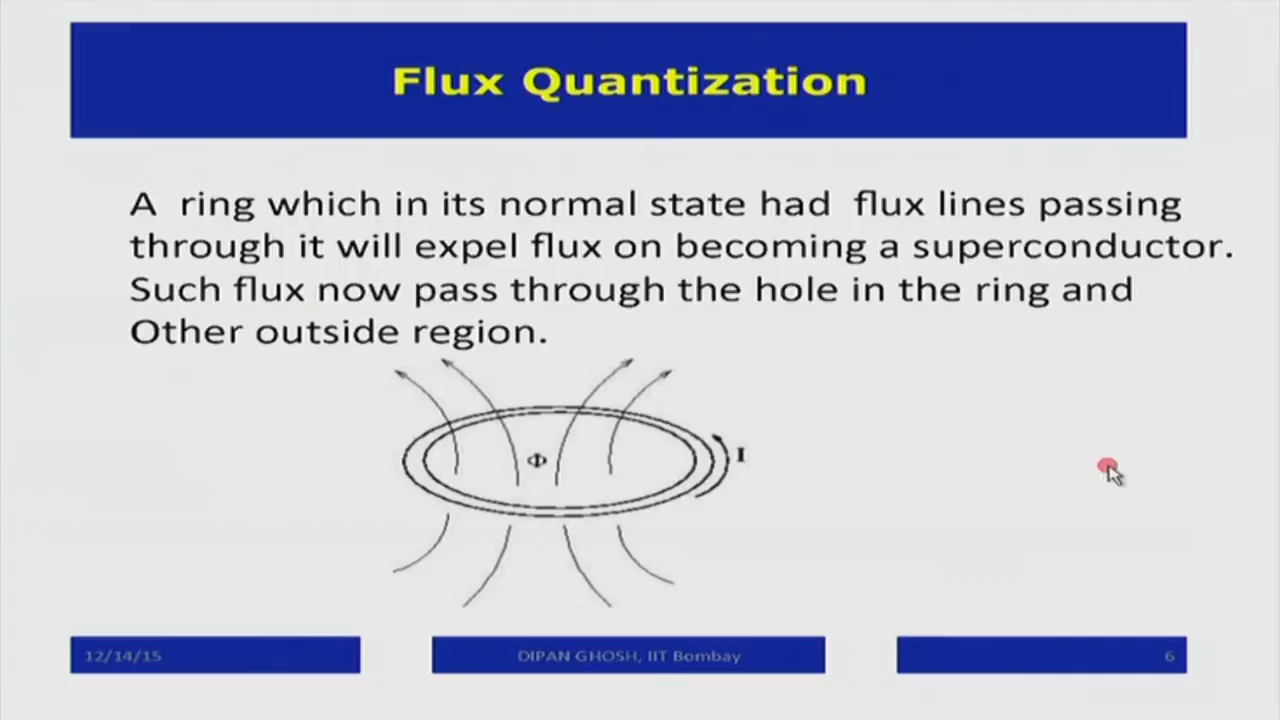 Flux Quantization
A ring which in its normal state had flux lines passing
through it will expel flux on becoming a superconductor.
Such flux now pass through the hole in the ring and
Other outside region.
Φ
I
12/14/15
DIPAN GHOSH, IIT Bombay
6